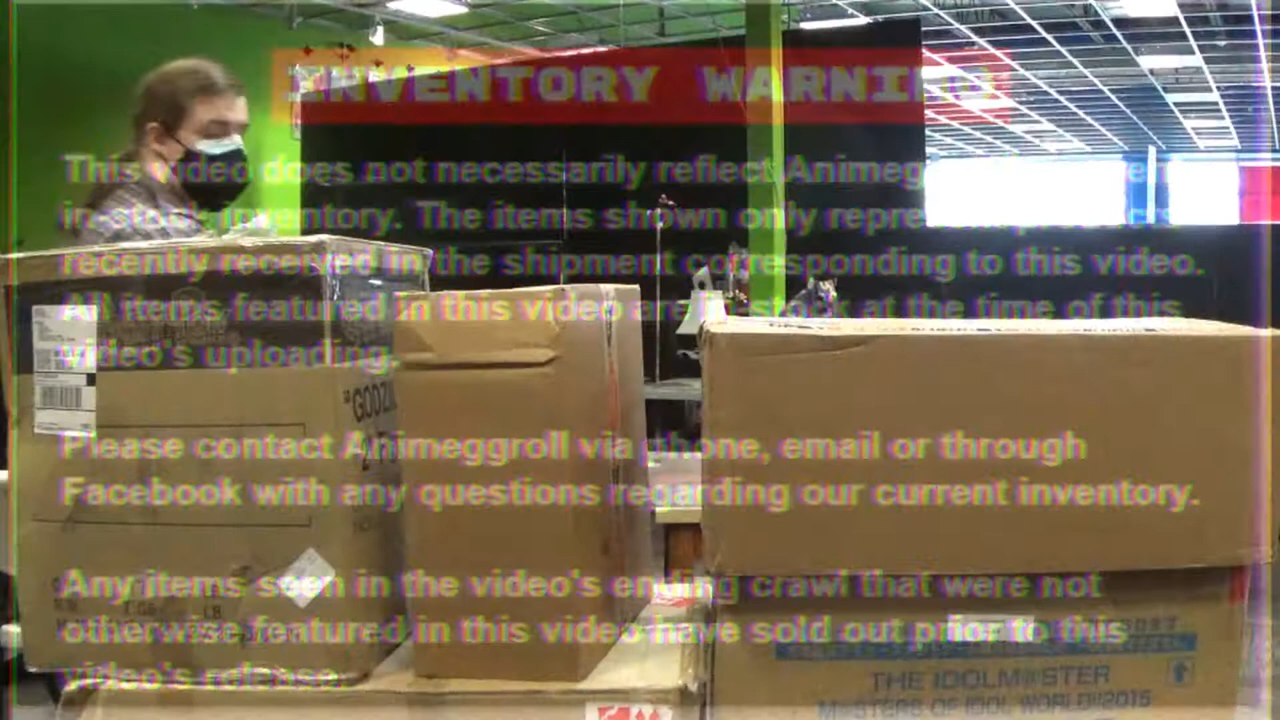 INVENTORY WARNING
This video does not necessarily reflect
in-stock inventory. The items shown only
recently received in the shipment corresponding to this video.
All items featured in this video are in stock at the time of this
video's uploading.
Please contact Animeggroll via phone, email or through
Facebook with any questions regarding our current inventory.
Any items seen in the video's ending crawl that were not
otherwise featured in this video have sold out prior to this
video's release.
THE IDOLM@STER
M@STERS OF IDOL WORLD!!2015